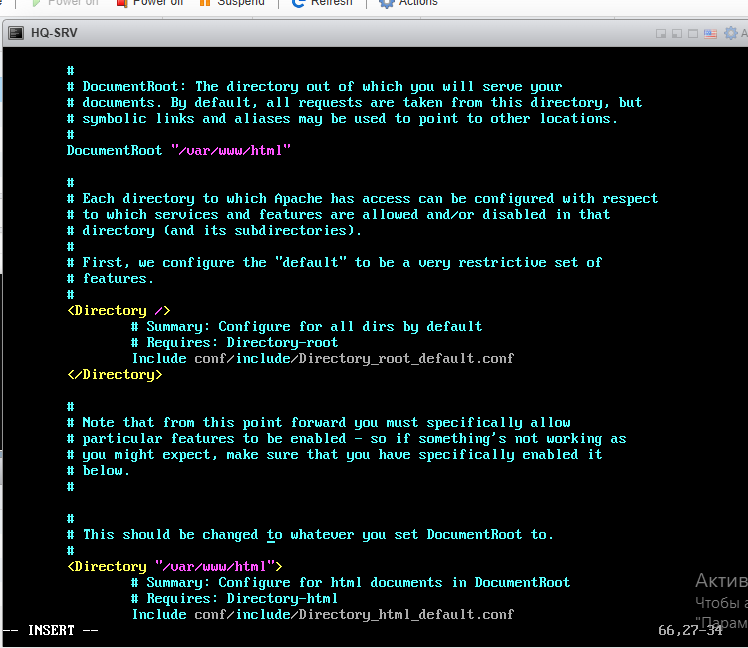 Power on Power off Suspend Refresh Actions
HQ-SRV
#
# DocumentRoot: The directory out of which you will serve your
# documents. By default, all requests are taken from this directory, but
# symbolic links and aliases may be used to point to other locations.
#
DocumentRoot "/var/www/html"
#
# Each directory to which Apache has access can be configured with respect
# to which services and features are allowed and/or disabled in that
# directory (and its subdirectories).
#
# First, we configure the "default" to be a very restrictive set of
# features.
#
<Directory />
# Summary: Configure for all dirs by default
# Requires: Directory-root
Include conf/include/Directory_root_default.conf
</Directory>
#
# Note that from this point forward you must specifically allow
# particular features to be enabled - so if something's not working as
# you might expect, make sure that you have specifically enabled it
# below.
#
#
# This should be changed to whatever you set DocumentRoot to.
#
<Directory "/var/www/html">
# Summary: Configure for html documents in DocumentRoot
# Requires: Directory-html
Include conf/include/Directory_html_default.conf
-- INSERT -- 66,27-34
Актив
Чтобы а
"Парам